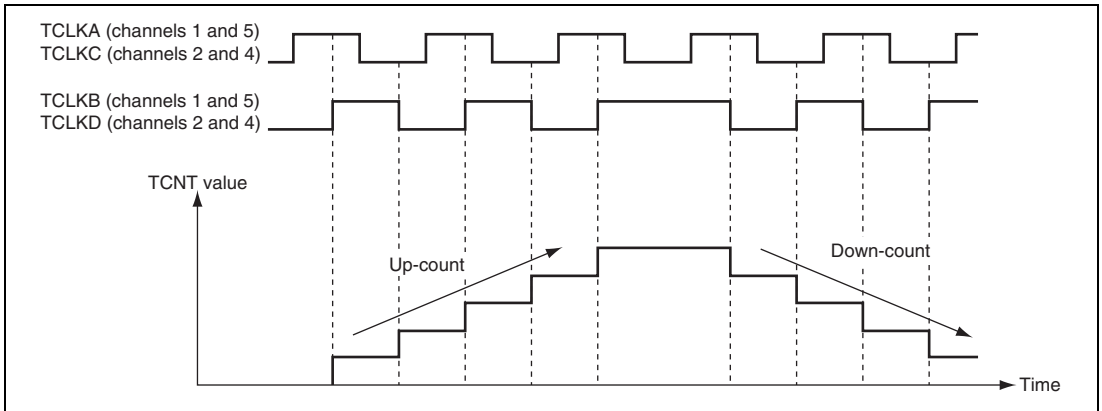 TCLKA (channels 1 and 5)
TCLKC (channels 2 and 4)
TCLKB (channels 1 and 5)
TCLKD (channels 2 and 4)
TCNT value
Up-count
Down-count
Time